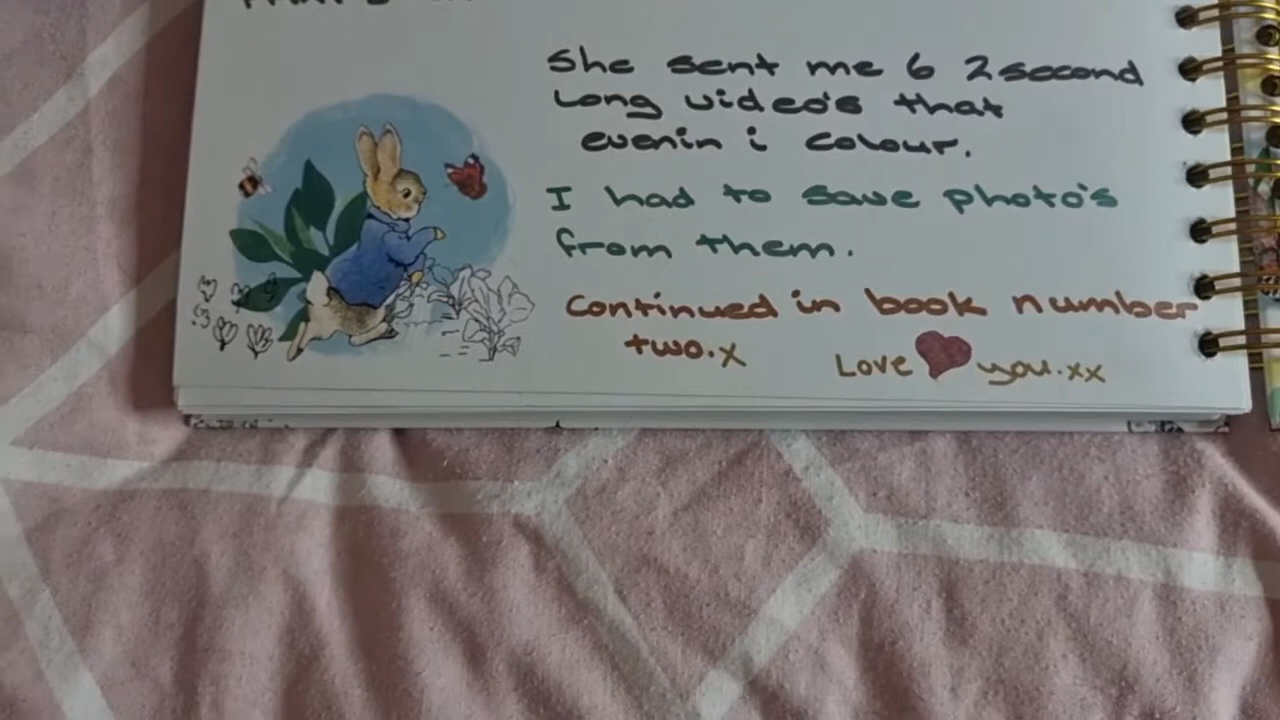 She sent me 6 2second
Long video's that
evenin i colour.
I had to save photo's
from them.
Continued in book number
two.x
Love you.xx